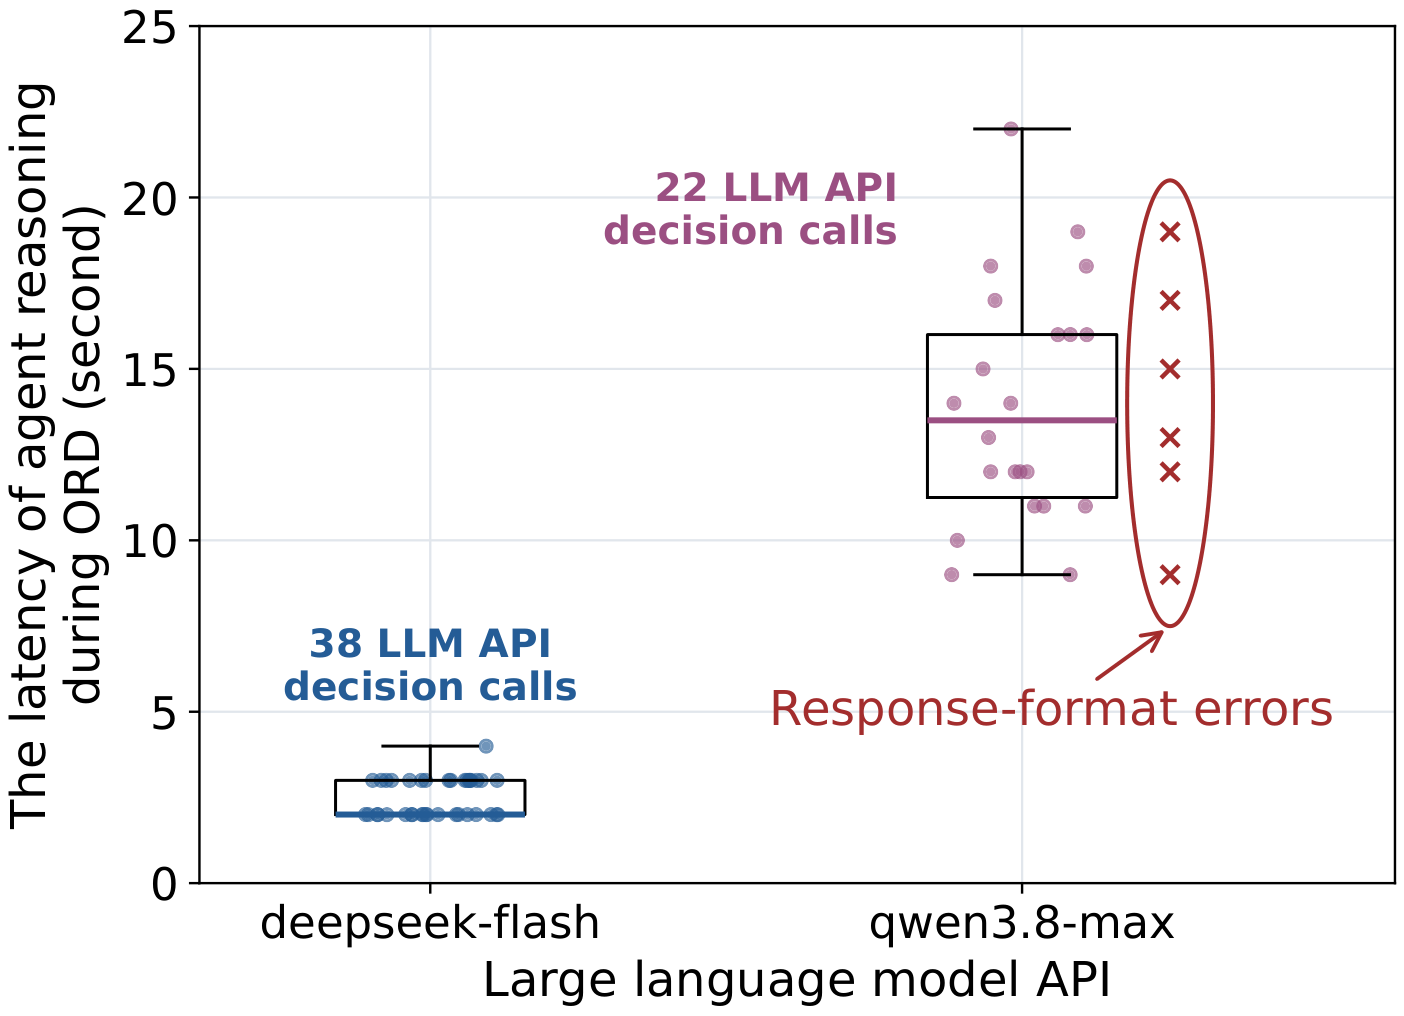 The latency of agent reasoning
during ORD (second)
25
20
15
10
5
0
22 LLM API
decision calls
38 LLM API
decision calls
Response-format errors
deepseek-flash
qwen3.8-max
Large language model API